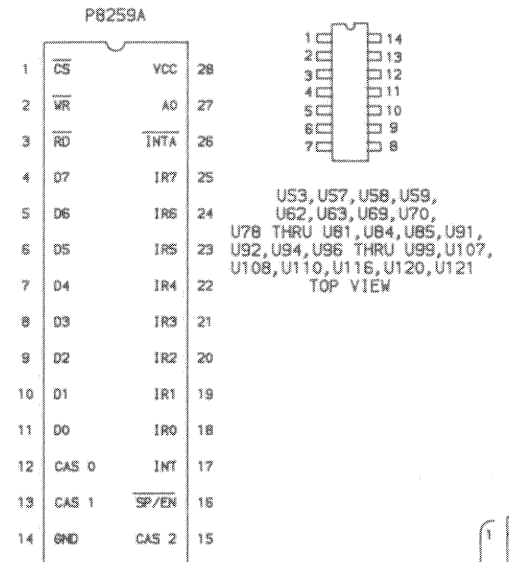 P8259A
1 CS VCC 28
2 WR A0 27
3 RD INTA 26
4 D7 IR7 25
5 D6 IR6 24
6 D5 IR5 23
7 D4 IR4 22
8 D3 IR3 21
9 D2 IR2 20
10 D1 IR1 19
11 D0 IR0 18
12 CAS 0 INT 17
13 CAS 1 SP/EN 16
14 GND CAS 2 15
1 14
2 13
3 12
4 11
5 10
6 9
7 8
U53,U57,U58,U59,
U62,U63,U69,U70,
U78 THRU U81,U84,U85,U91,
U92,U94,U96 THRU U99,U107,
U108,U110,U116,U120,U121
TOP VIEW
1